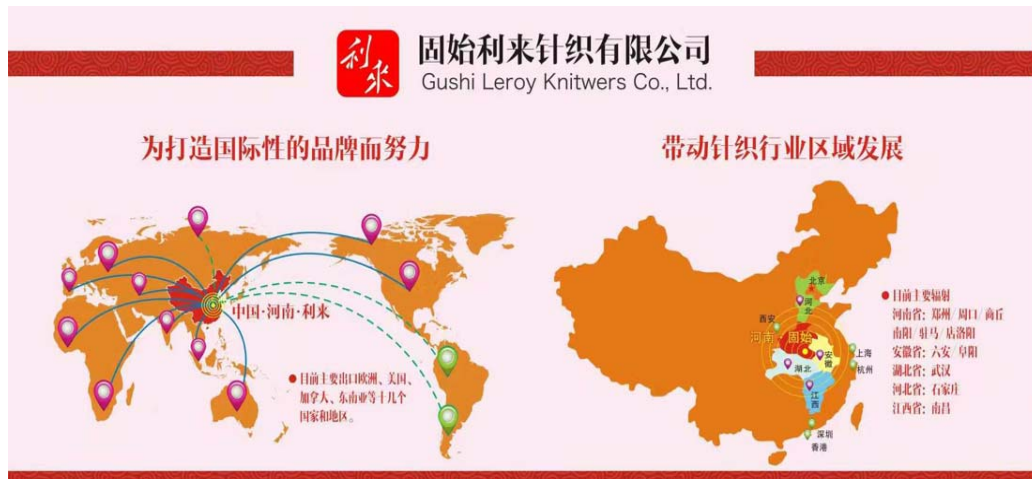 利来
固始利来针织有限公司
Gushi Leroy Knitwers Co., Ltd.
为打造国际性的品牌而努力
中国·河南·利来
目前主要出口欧洲、美国、
加拿大、东南亚等十几个
国家和地区。
带动针织行业区域发展
北京
河北
西安
河南·固始
安徽
上海
杭州
湖北
江西
深圳
香港
目前主要辐射
河南省：郑州/周口/商丘
南阳/驻马/店洛阳
安徽省：六安/阜阳
湖北省：武汉
河北省：石家庄
江西省：南昌